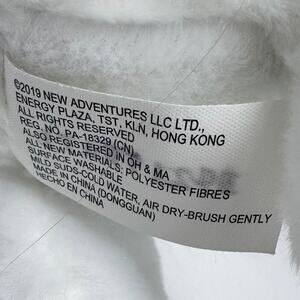 ©2019 NEW ADVENTURES LLC LTD.,
ENERGY PLAZA, TST, KLN, HONG KONG
ALL RIGHTS RESERVED
REG. NO. PA-18329 (CN)
ALSO REGISTERED IN OH & MA
ALL NEW MATERIALS: POLYESTER FIBRES
SURFACE WASHABLE
MILD SUDS-COLD WATER, AIR DRY-BRUSH GENTLY
MADE IN CHINA (DONGGUAN)
HECHO EN CHINA